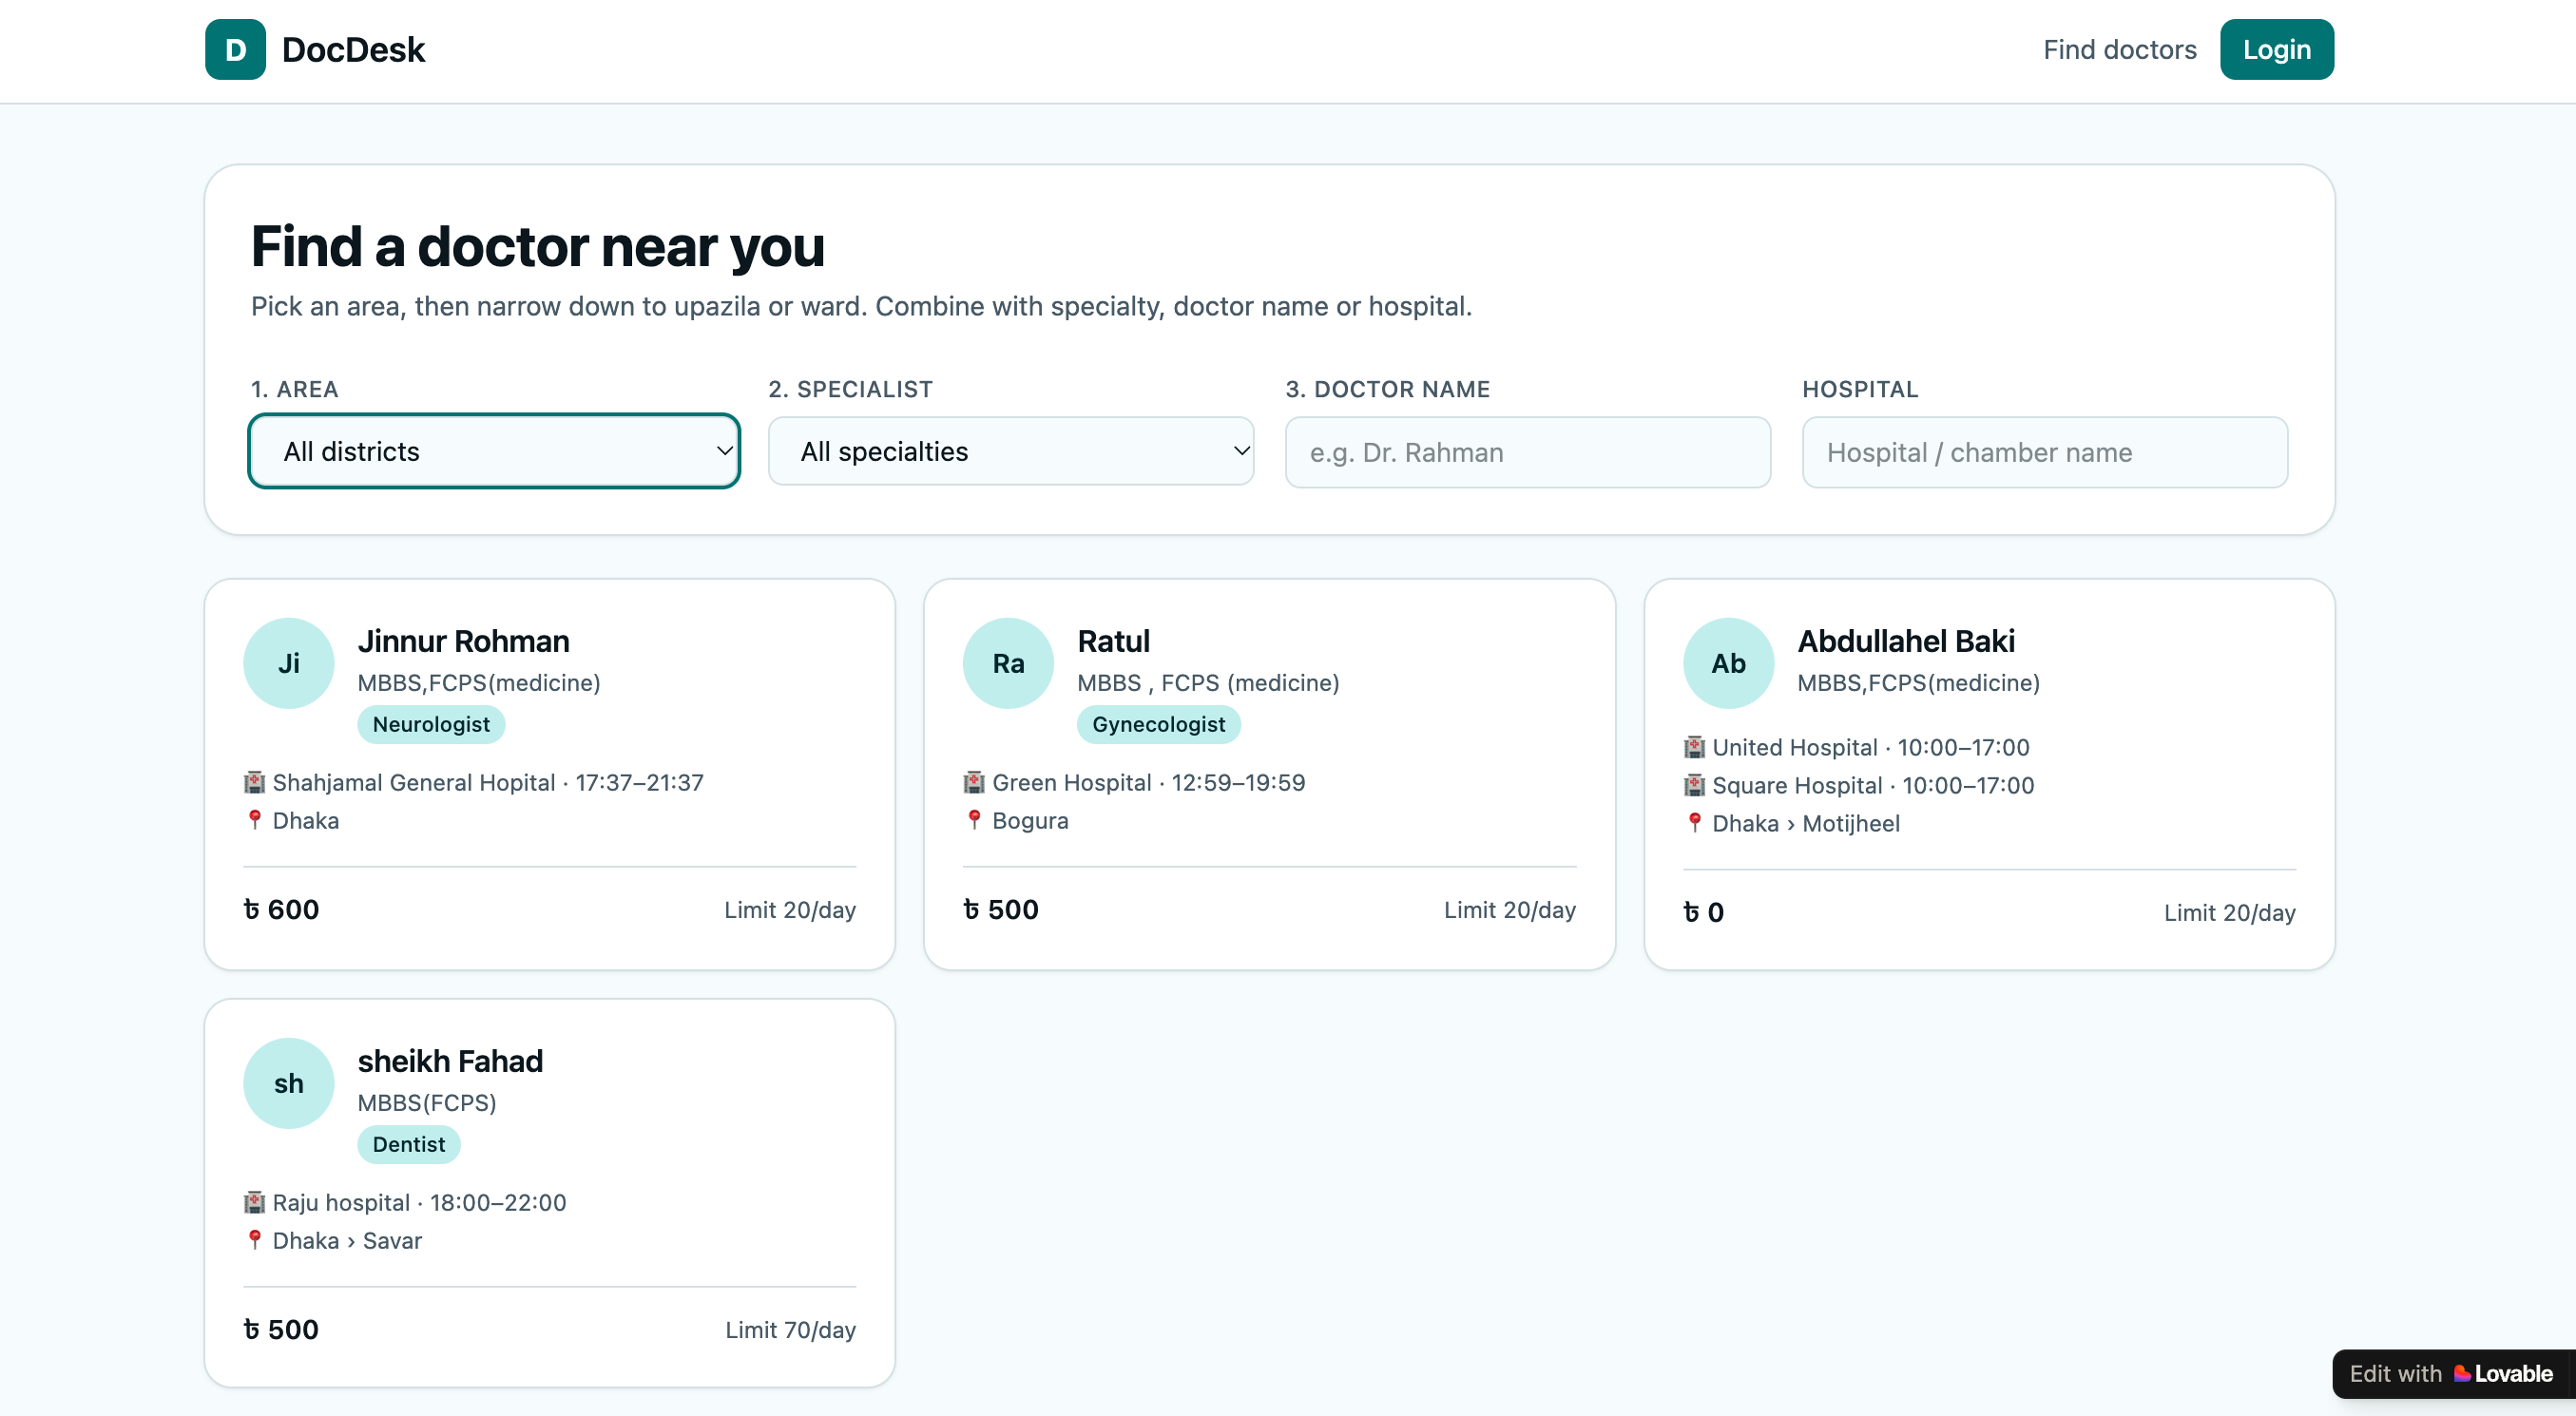 D DocDesk Find doctors Login
Find a doctor near you
Pick an area, then narrow down to upazila or ward. Combine with specialty, doctor name or hospital.
1. AREA 2. SPECIALIST 3. DOCTOR NAME HOSPITAL
All districts All specialties e.g. Dr. Rahman Hospital / chamber name
Ji
Jinnur Rohman
MBBS,FCPS(medicine)
Neurologist
Shahjamal General Hopital · 17:37–21:37
Dhaka
৳ 600 Limit 20/day
Ra
Ratul
MBBS , FCPS (medicine)
Gynecologist
Green Hospital · 12:59–19:59
Bogura
৳ 500 Limit 20/day
Ab
Abdullahel Baki
MBBS,FCPS(medicine)
United Hospital · 10:00–17:00
Square Hospital · 10:00–17:00
Dhaka › Motijheel
৳ 0 Limit 20/day
sh
sheikh Fahad
MBBS(FCPS)
Dentist
Raju hospital · 18:00–22:00
Dhaka › Savar
৳ 500 Limit 70/day
Edit with Lovable